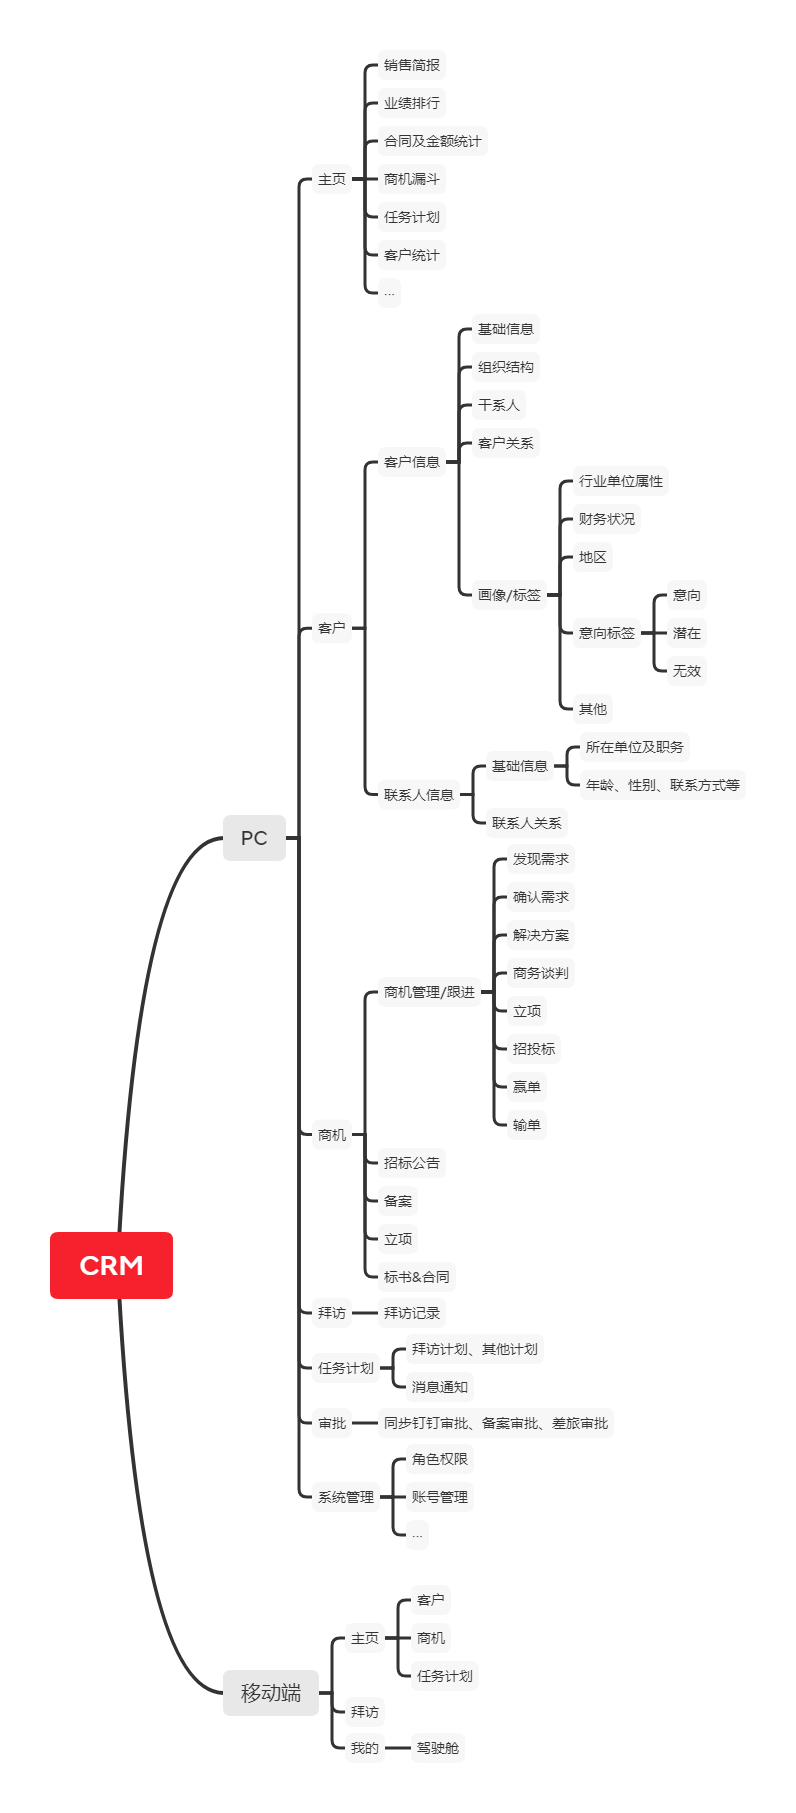 CRM
PC
主页
销售简报
业绩排行
合同及金额统计
商机漏斗
任务计划
客户统计
...
客户
客户信息
基础信息
组织结构
干系人
客户关系
画像/标签
行业单位属性
财务状况
地区
意向标签
意向
潜在
无效
其他
联系人信息
基础信息
所在单位及职务
年龄、性别、联系方式等
联系人关系
商机
商机管理/跟进
发现需求
确认需求
解决方案
商务谈判
立项
招投标
赢单
输单
招标公告
备案
立项
标书&合同
拜访
拜访记录
任务计划
拜访计划、其他计划
消息通知
审批
同步钉钉审批、备案审批、差旅审批
系统管理
角色权限
账号管理
...
移动端
主页
客户
商机
任务计划
拜访
我的
驾驶舱